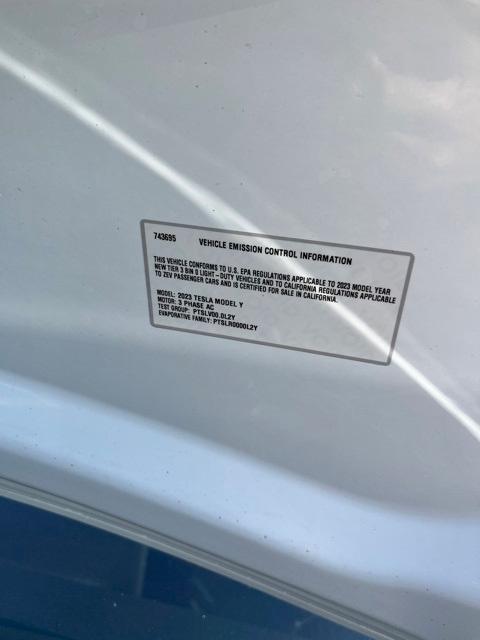 743695 VEHICLE EMISSION CONTROL INFORMATION
THIS VEHICLE CONFORMS TO U.S. EPA REGULATIONS APPLICABLE TO 2023 MODEL YEAR
NEW TIER 3 BIN 0 LIGHT-DUTY VEHICLES AND TO CALIFORNIA REGULATIONS APPLICABLE
TO ZEV PASSENGER CARS AND IS CERTIFIED FOR SALE IN CALIFORNIA.
MODEL: 2023 TESLA MODEL Y
MOTOR: 3 PHASE AC
TEST GROUP: PTSLV00.0L2Y
EVAPORATIVE FAMILY: PTSLR0000L2Y